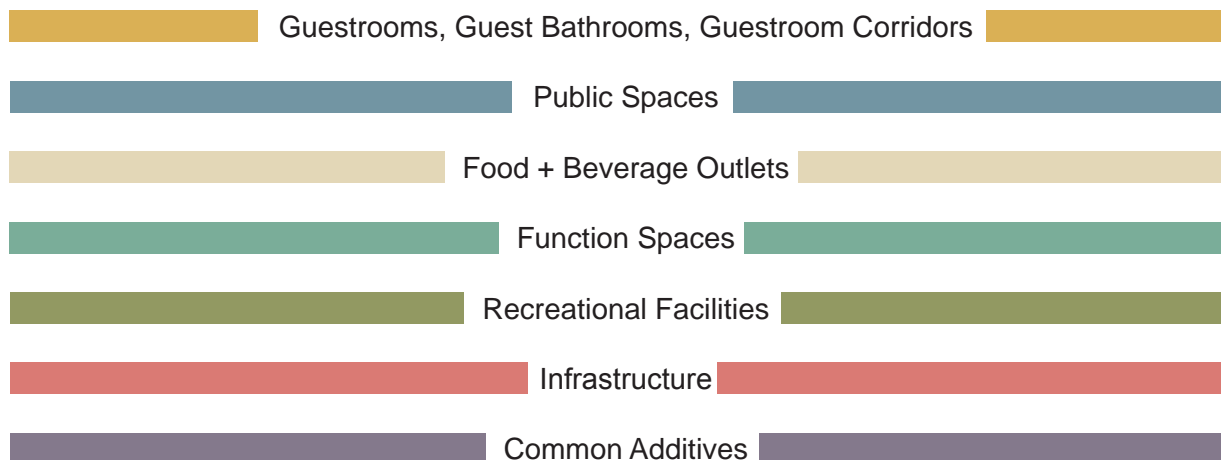 Guestrooms, Guest Bathrooms, Guestroom Corridors
Public Spaces
Food + Beverage Outlets
Function Spaces
Recreational Facilities
Infrastructure
Common Additives